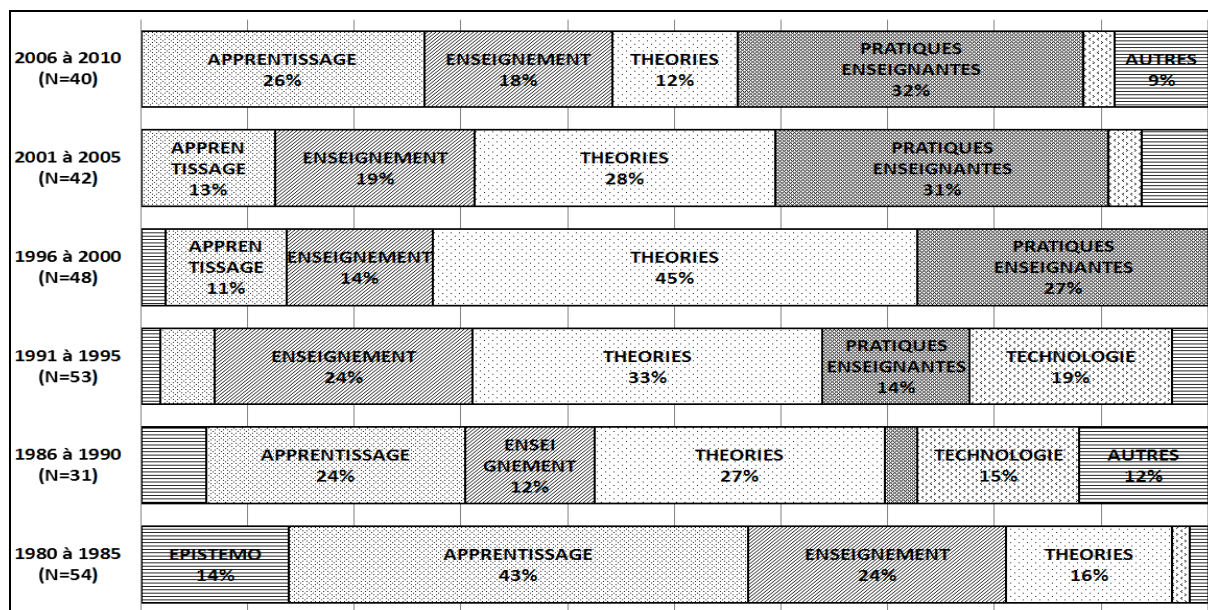 2006 à 2010
(N=40)
APPRENTISSAGE
26%
ENSEIGNEMENT
18%
THEORIES
12%
PRATIQUES
ENSEIGNANTES
32%
AUTRES
9%
2001 à 2005
(N=42)
APPREN
TISSAGE
13%
ENSEIGNEMENT
19%
THEORIES
28%
PRATIQUES
ENSEIGNANTES
31%
1996 à 2000
(N=48)
APPREN
TISSAGE
11%
ENSEIGNEMENT
14%
THEORIES
45%
PRATIQUES
ENSEIGNANTES
27%
1991 à 1995
(N=53)
ENSEIGNEMENT
24%
THEORIES
33%
PRATIQUES
ENSEIGNANTES
14%
TECHNOLOGIE
19%
1986 à 1990
(N=31)
APPRENTISSAGE
24%
ENSEI
GNEMENT
12%
THEORIES
27%
TECHNOLOGIE
15%
AUTRES
12%
1980 à 1985
(N=54)
EPISTEMO
14%
APPRENTISSAGE
43%
ENSEIGNEMENT
24%
THEORIES
16%